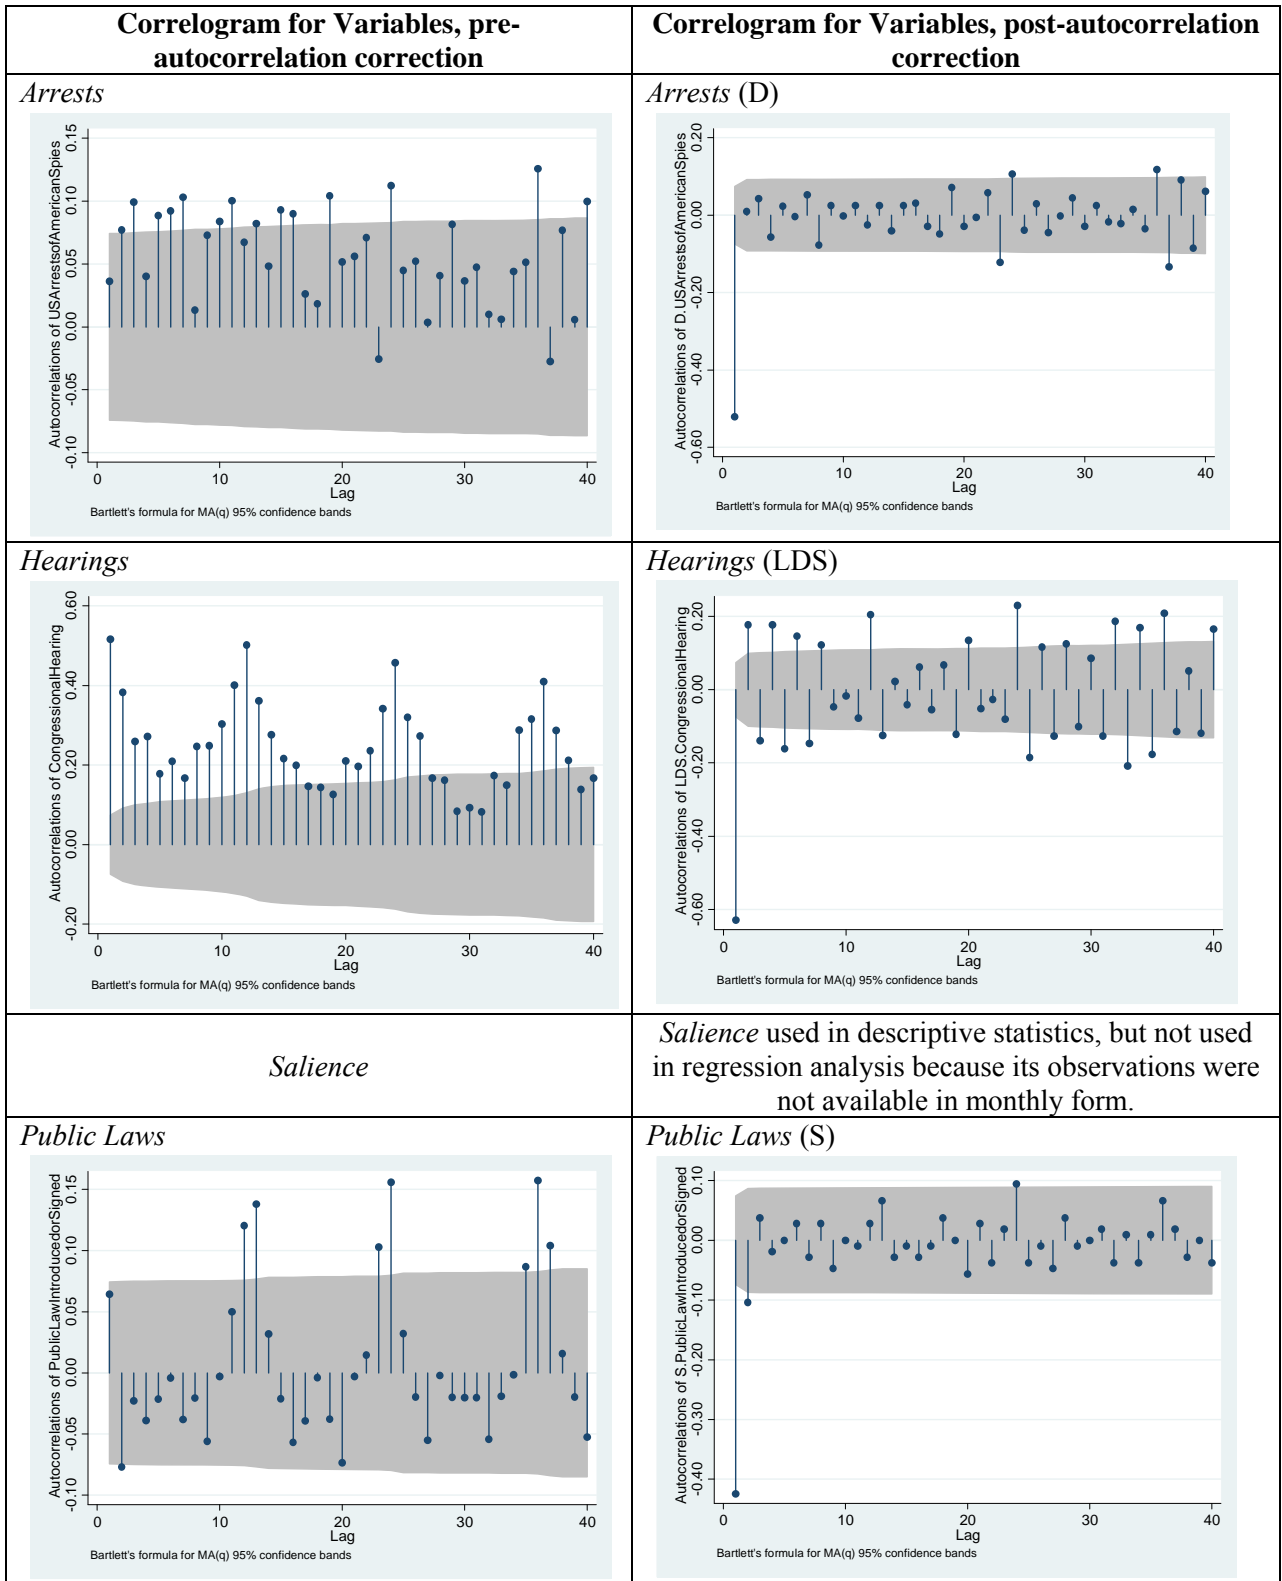 Correlogram for Variables, pre-
autocorrelation correction
Correlogram for Variables, post-autocorrelation
correction
Arrests
Autocorrelations of USArrestsofAmericanSpies
0.15
0.10
0.05
0.00
-0.05
-0.10
0 10 20 30 40
Lag
Bartlett's formula for MA(q) 95% confidence bands
Arrests (D)
Autocorrelations of D.USArrestsofAmericanSpies
0.20
0.00
-0.20
-0.40
-0.60
0 10 20 30 40
Lag
Bartlett's formula for MA(q) 95% confidence bands
Hearings
Autocorrelations of CongressionalHearing
0.60
0.40
0.20
0.00
-0.20
0 10 20 30 40
Lag
Bartlett's formula for MA(q) 95% confidence bands
Hearings (LDS)
Autocorrelations of LDS.CongressionalHearing
0.20
0.00
-0.20
-0.40
-0.60
0 10 20 30 40
Lag
Bartlett's formula for MA(q) 95% confidence bands
Salience
Salience used in descriptive statistics, but not used
in regression analysis because its observations were
not available in monthly form.
Public Laws
Autocorrelations of PublicLawIntroducedorSigned
0.15
0.10
0.05
0.00
-0.05
-0.10
0 10 20 30 40
Lag
Bartlett's formula for MA(q) 95% confidence bands
Public Laws (S)
Autocorrelations of S.PublicLawIntroducedorSigned
0.10
0.00
-0.10
-0.20
-0.30
-0.40
0 10 20 30 40
Lag
Bartlett's formula for MA(q) 95% confidence bands